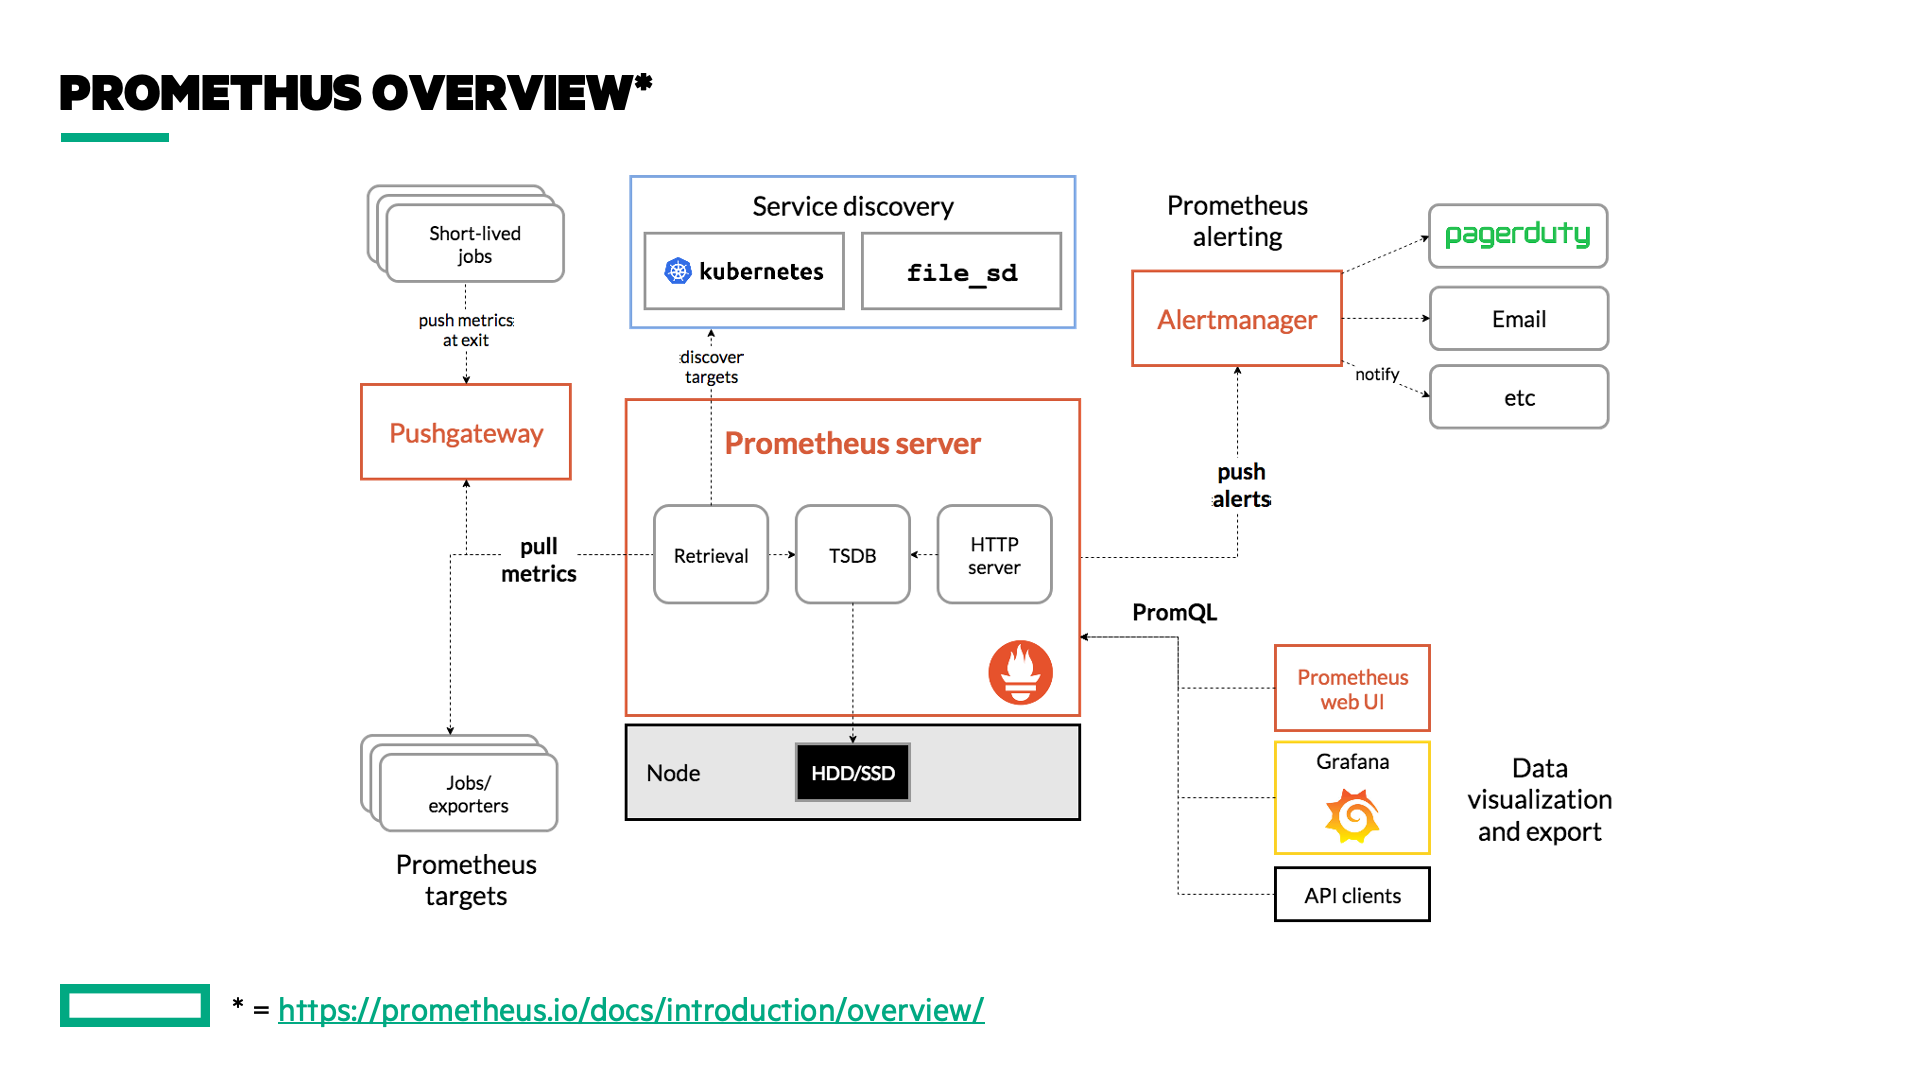 PROMETHUS OVERVIEW*
Short-lived
jobs
push metrics
at exit
Pushgateway
pull
metrics
Jobs/
exporters
Prometheus
targets
Service discovery
kubernetes
file_sd
discover
targets
Prometheus server
Retrieval
TSDB
HTTP
server
Node
HDD/SSD
Prometheus
alerting
Alertmanager
pagerduty
Email
notify
etc
push
alerts
PromQL
Prometheus
web UI
Grafana
API clients
Data
visualization
and export
* = https://prometheus.io/docs/introduction/overview/